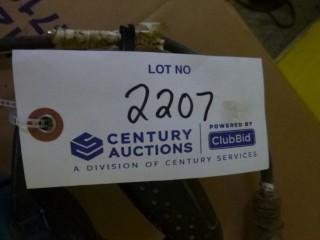 LOT NO
2207
CENTURY AUCTIONS
POWERED BY
ClubBid
A DIVISION OF CENTURY SERVICES